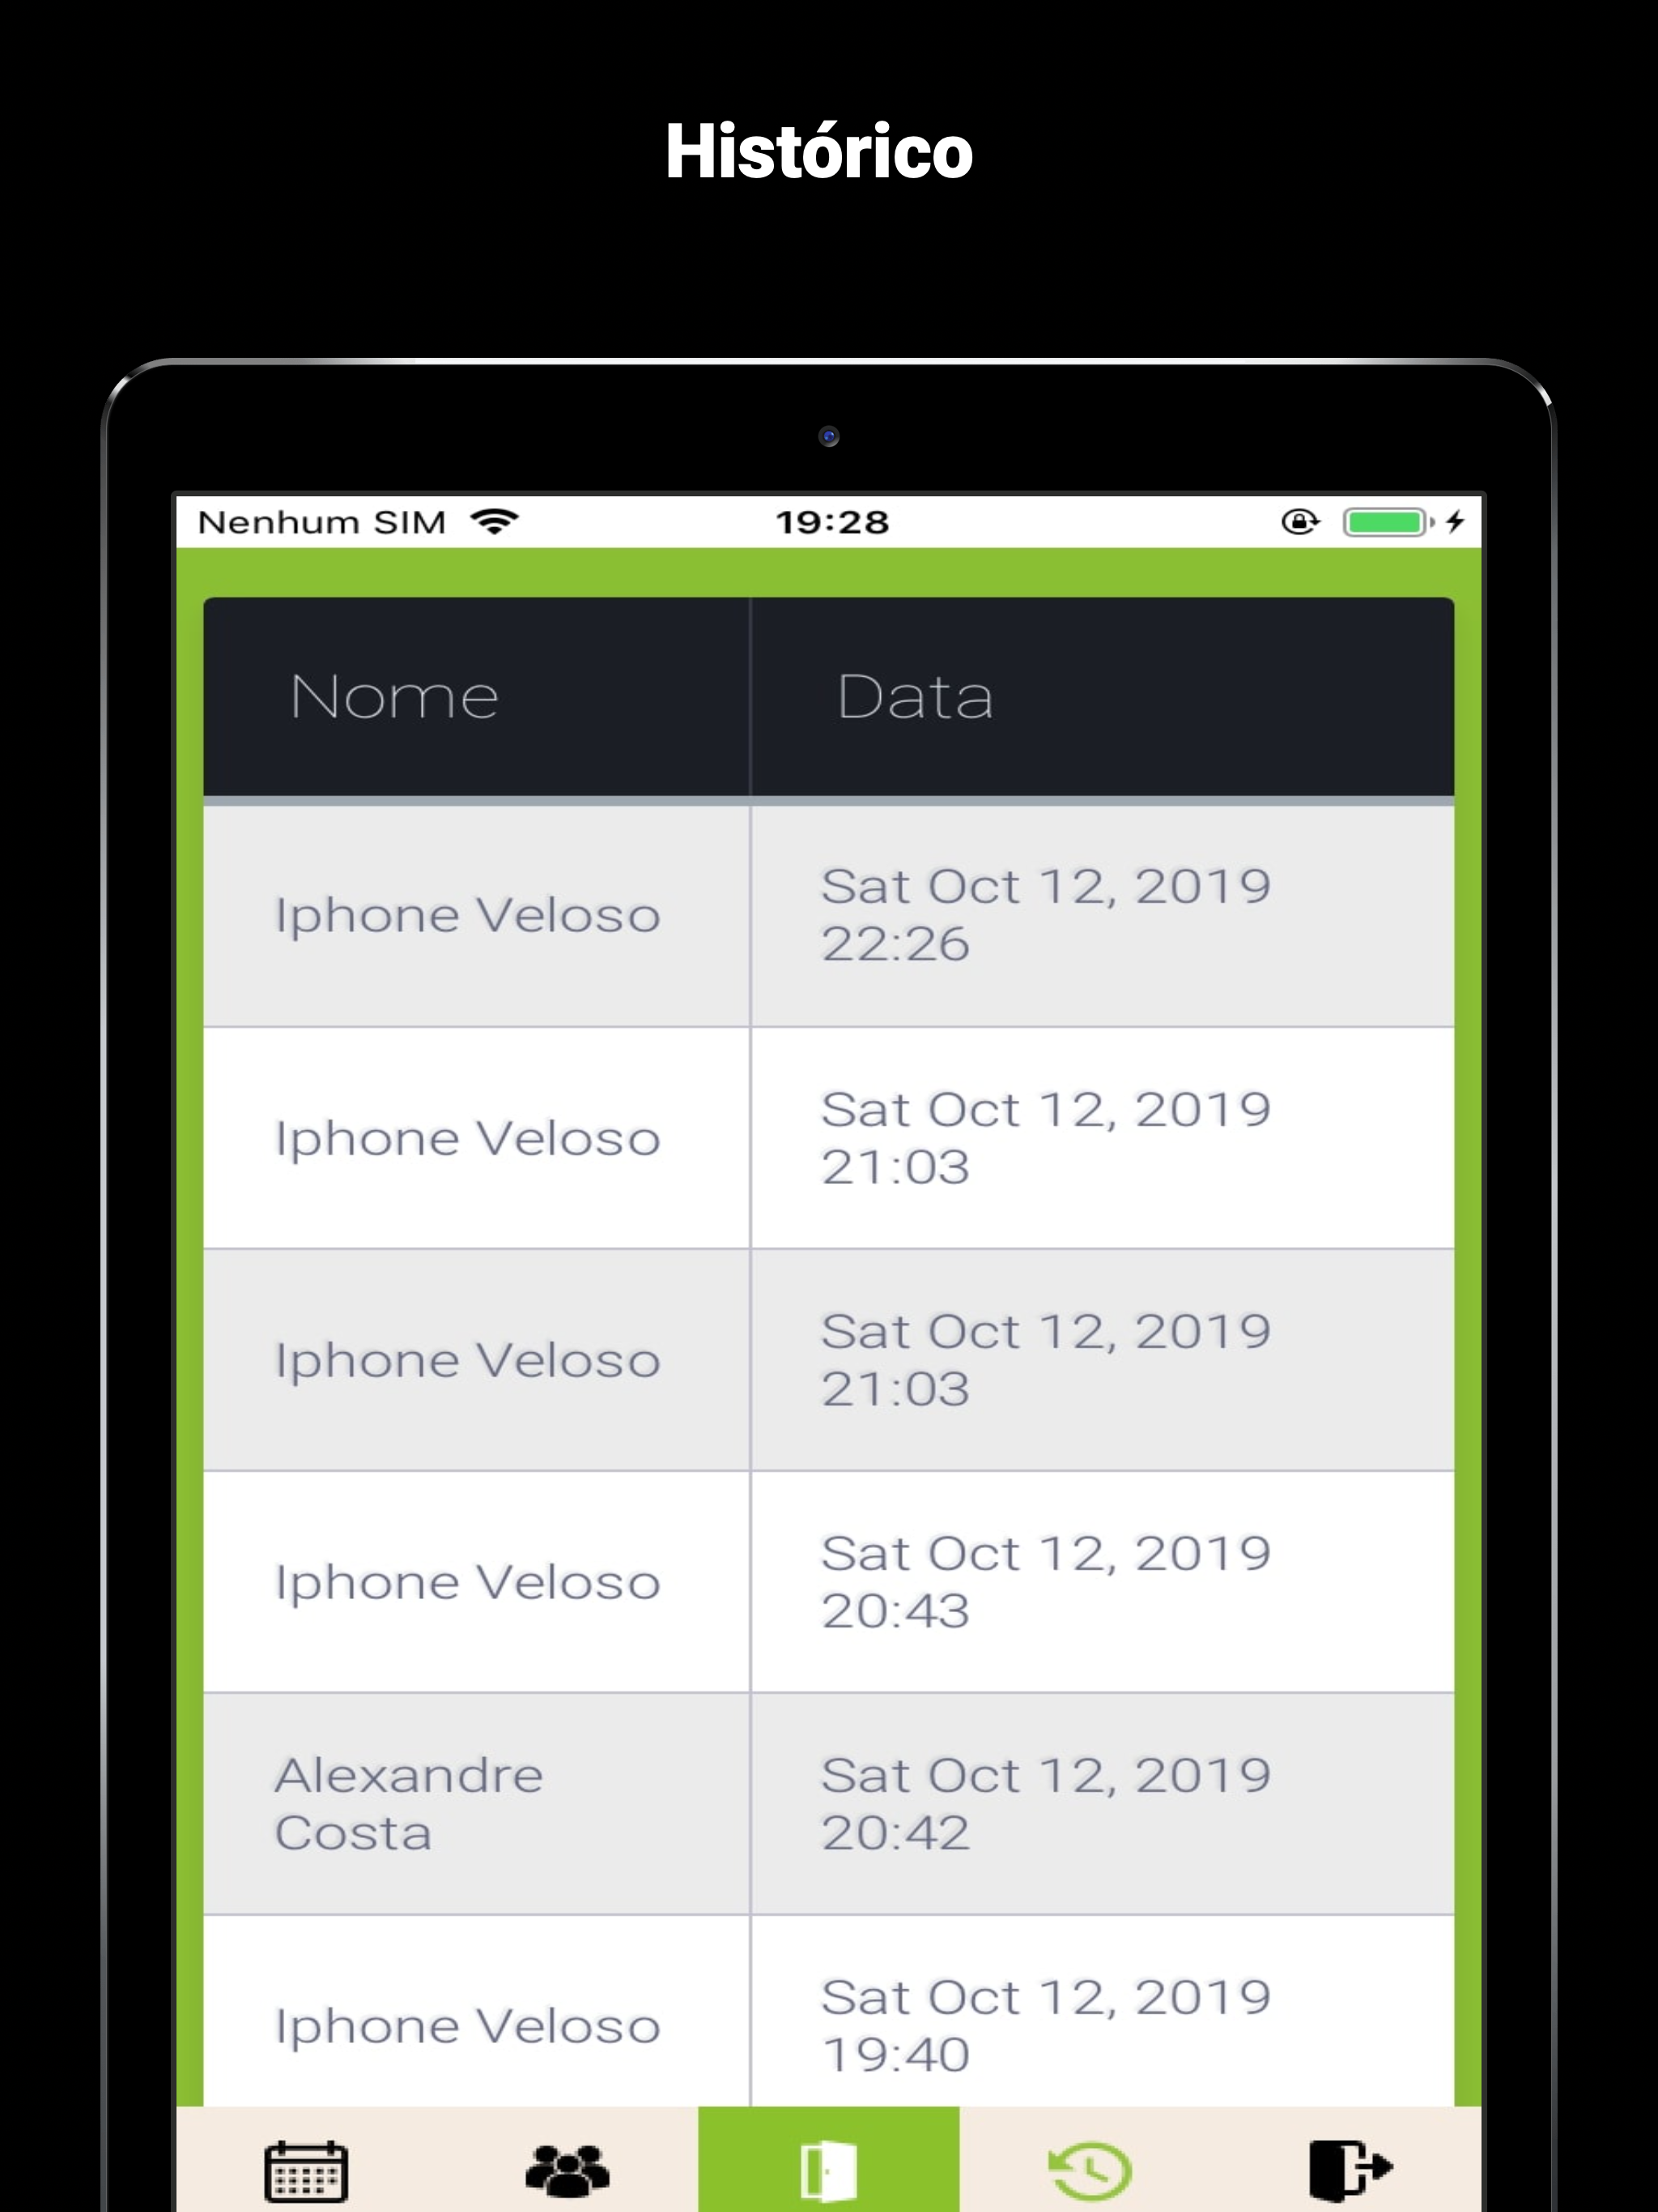 Histórico
Nenhum SIM 19:28
Nome Data
Iphone Veloso Sat Oct 12, 2019
22:26
Iphone Veloso Sat Oct 12, 2019
21:03
Iphone Veloso Sat Oct 12, 2019
21:03
Iphone Veloso Sat Oct 12, 2019
20:43
Alexandre Sat Oct 12, 2019
Costa 20:42
Iphone Veloso Sat Oct 12, 2019
19:40